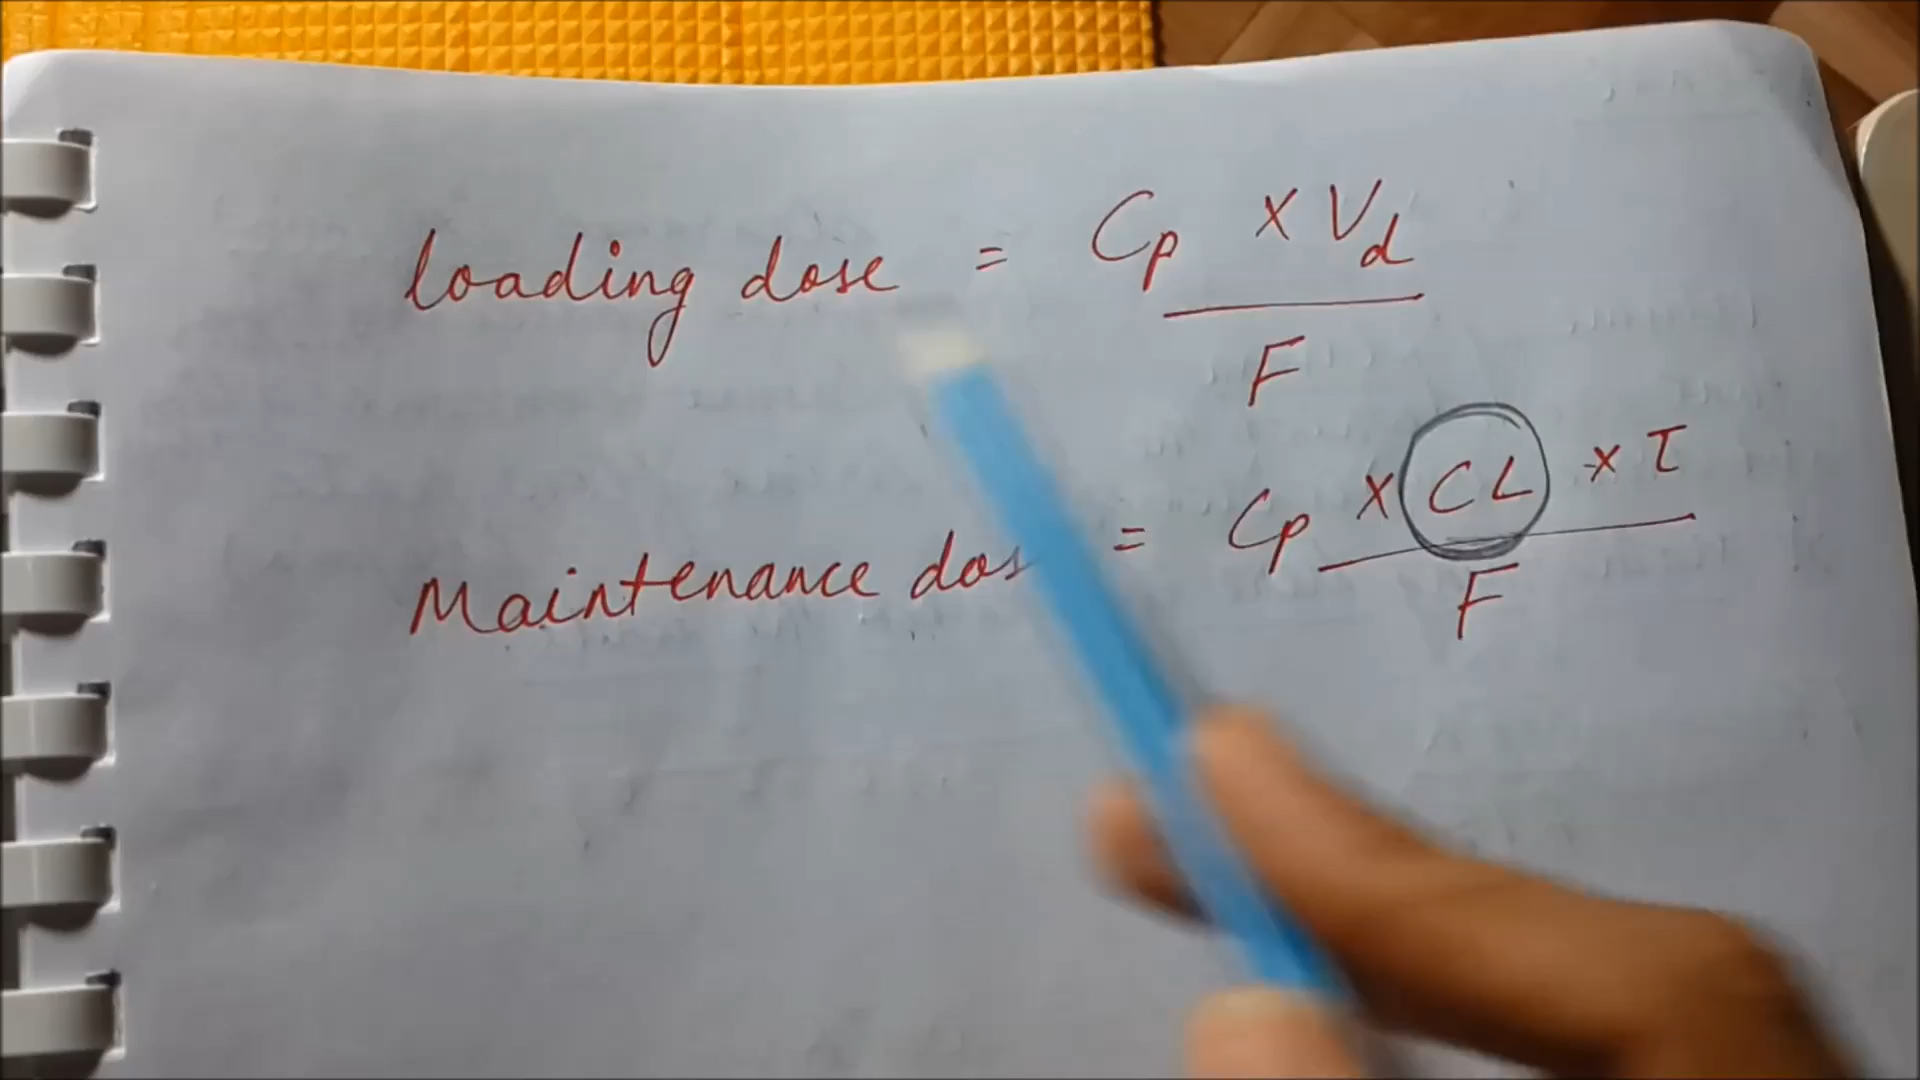 loading dose = Cp × Vd
F
Maintenance dos = Cp × CL × τ
F